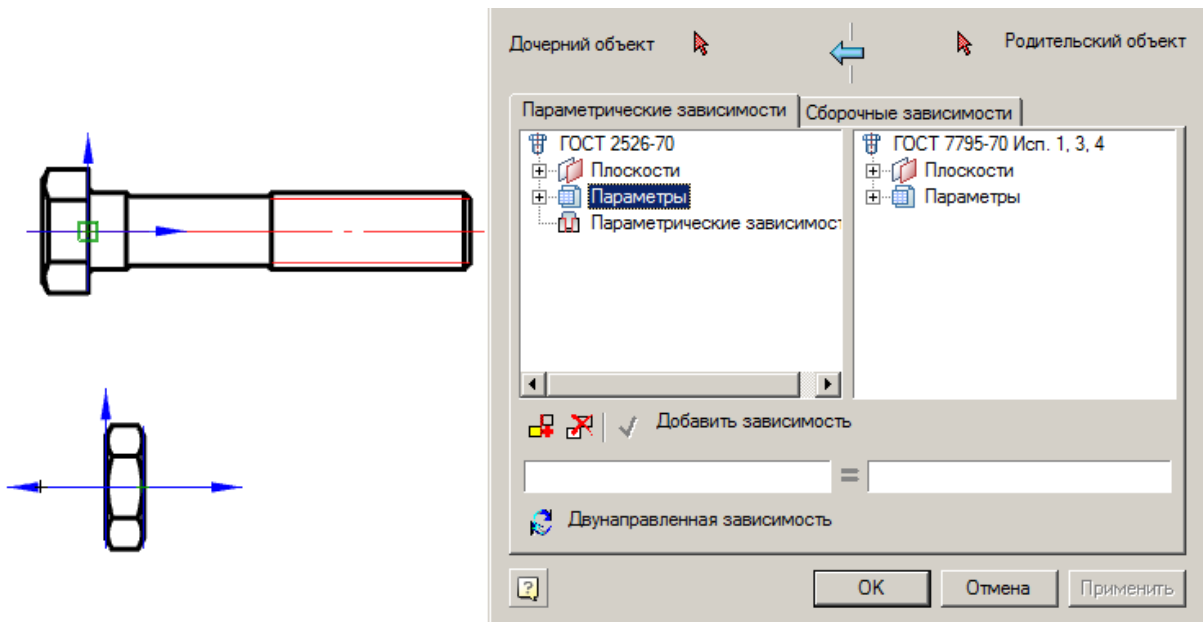 Дочерний объект Родительский объект
Параметрические зависимости Сборочные зависимости
ГОСТ 2526-70 ГОСТ 7795-70 Исп. 1, 3, 4
Плоскости Плоскости
Параметры Параметры
Параметрические зависимост
Добавить зависимость
=
Двунаправленная зависимость
? OK Отмена Применить